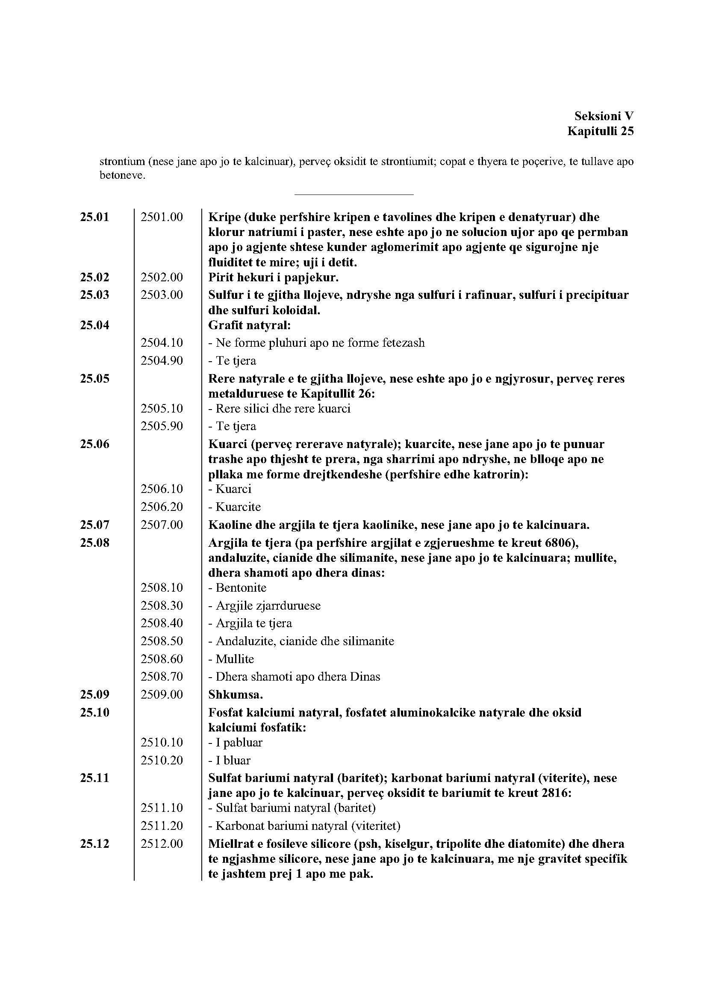 Seksioni V
Kapitulli 25
strontium (nese jane apo jo te kalcinuar), perveç oksidit te strontiumit; copat e thyera te poçerive, te tullave apo
betoneve.
25.01 2501.00 Kripe (duke perfshire kripen e tavolines dhe kripen e denatyruar) dhe
klorur natriumi i paster, nese eshte apo jo ne solucion ujor apo qe permban
apo jo agjente shtese kunder aglomerimit apo agjente qe sigurojne nje
fluiditet te mire; uji i detit.
25.02 2502.00 Pirit hekuri i papjekur.
25.03 2503.00 Sulfur i te gjitha llojeve, ndryshe nga sulfuri i rafinuar, sulfuri i precipituar
dhe sulfuri koloidal.
25.04 Grafit natyral:
2504.10 - Ne forme pluhuri apo ne forme fetezash
2504.90 - Te tjera
25.05 Rere natyrale e te gjitha llojeve, nese eshte apo jo e ngjyrosur, perveç reres
metalduruese te Kapitullit 26:
2505.10 - Rere silici dhe rere kuarci
2505.90 - Te tjera
25.06 Kuarci (perveç rererave natyrale); kuarcite, nese jane apo jo te punuar
trashe apo thjesht te prera, nga sharrimi apo ndryshe, ne blloqe apo ne
pllaka me forme drejtkendeshe (perfshire edhe katrorin):
2506.10 - Kuarci
2506.20 - Kuarcite
25.07 2507.00 Kaoline dhe argjila te tjera kaolinike, nese jane apo jo te kalcinuara.
25.08 Argjila te tjera (pa perfshire argjilat e zgjerueshme te kreut 6806),
andaluzite, cianide dhe silimanite, nese jane apo jo te kalcinuara; mullite,
dhera shamoti apo dhera dinas:
2508.10 - Bentonite
2508.30 - Argjile zjarrduruese
2508.40 - Argjila te tjera
2508.50 - Andaluzite, cianide dhe silimanite
2508.60 - Mullite
2508.70 - Dhera shamoti apo dhera Dinas
25.09 2509.00 Shkumsa.
25.10 Fosfat kalciumi natyral, fosfatet aluminokalcike natyrale dhe oksid
kalciumi fosfatik:
2510.10 - I pabluar
2510.20 - I bluar
25.11 Sulfat bariumi natyral (baritet); karbonat bariumi natyral (viterite), nese
jane apo jo te kalcinuar, perveç oksidit te bariumit te kreut 2816:
2511.10 - Sulfat bariumi natyral (baritet)
2511.20 - Karbonat bariumi natyral (viteritet)
25.12 2512.00 Miellrat e fosileve silicore (psh, kiselgur, tripolite dhe diatomite) dhe dhera
te ngjashme silicore, nese jane apo jo te kalcinuara, me nje gravitet specifik
te jashtem prej 1 apo me pak.